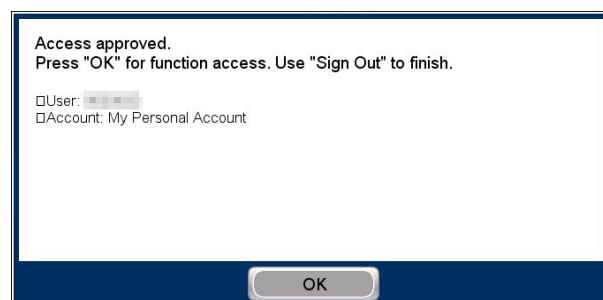 Access approved.
Press "OK" for function access. Use "Sign Out" to finish.
□User:
□Account: My Personal Account
OK